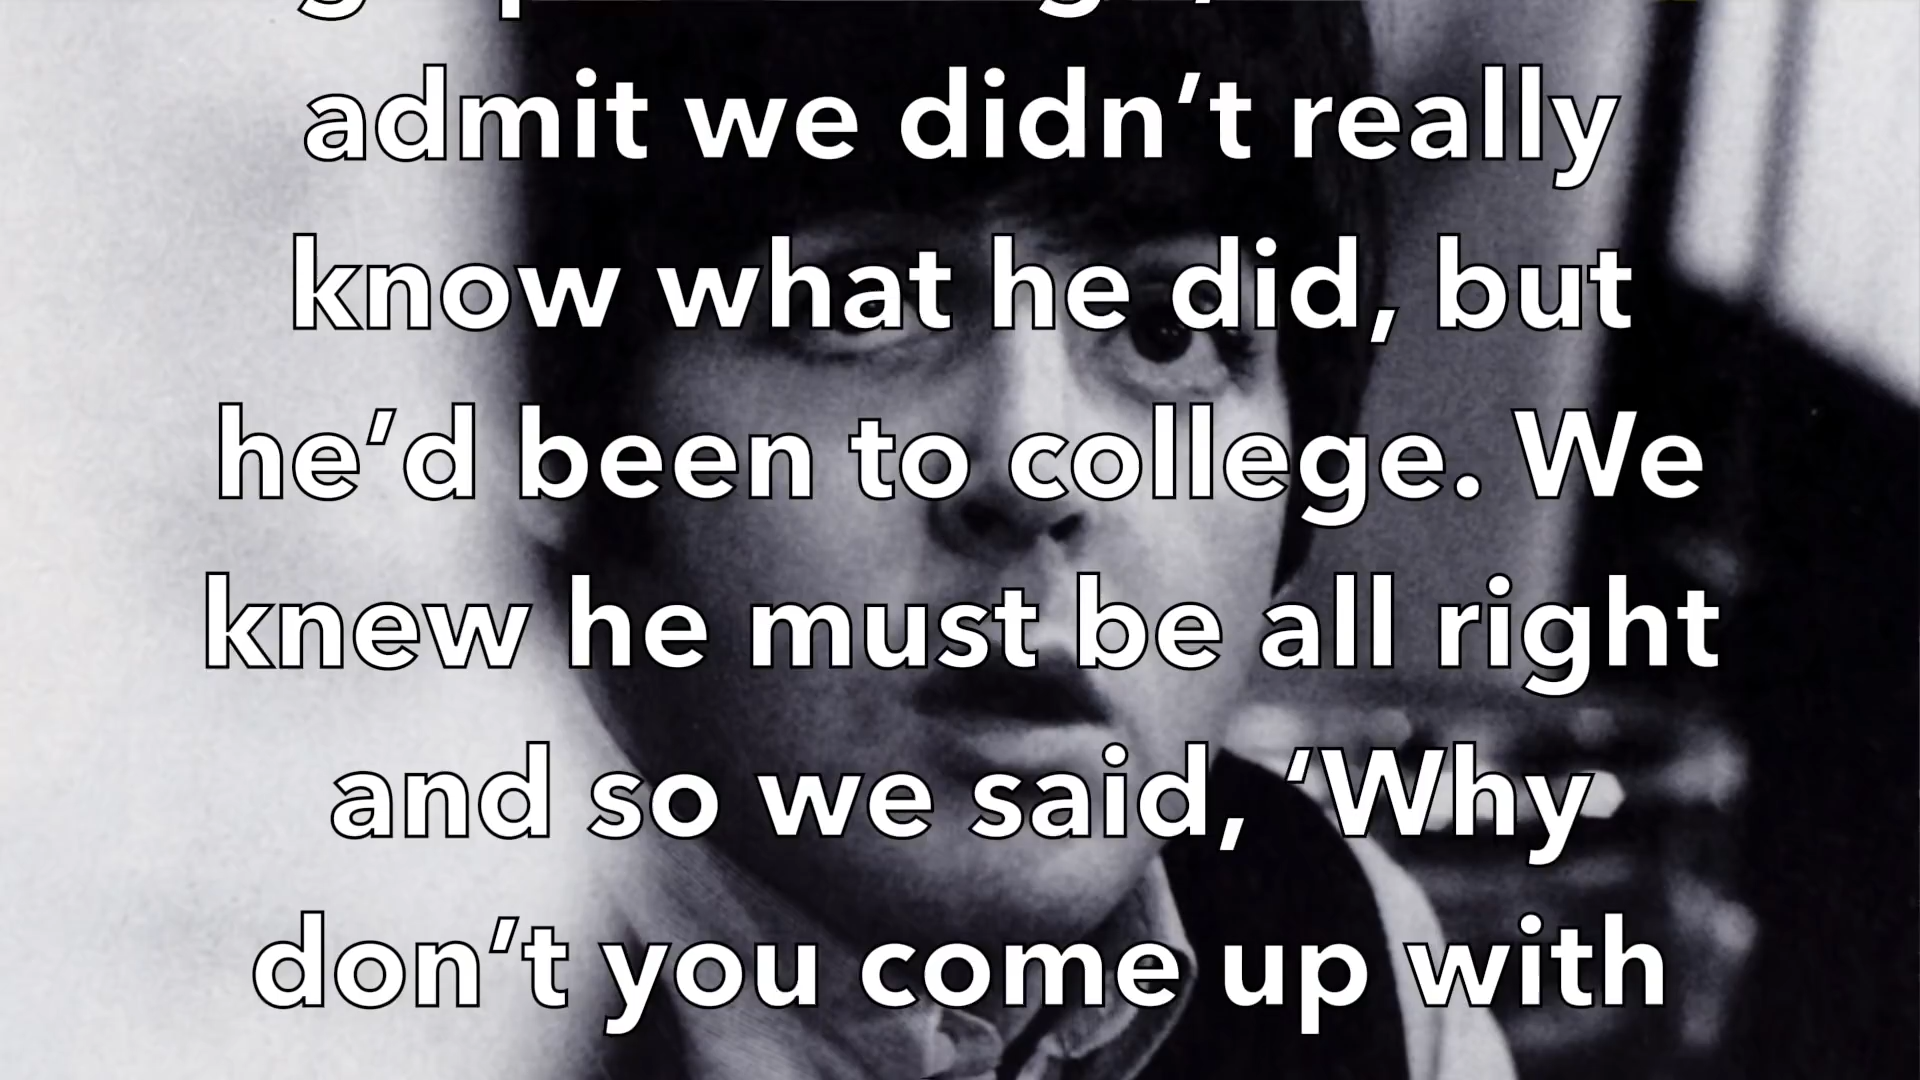 admit we didn’t really
know what he did, but
he’d been to college. We
knew he must be all right
and so we said, ‘Why
don’t you come up with